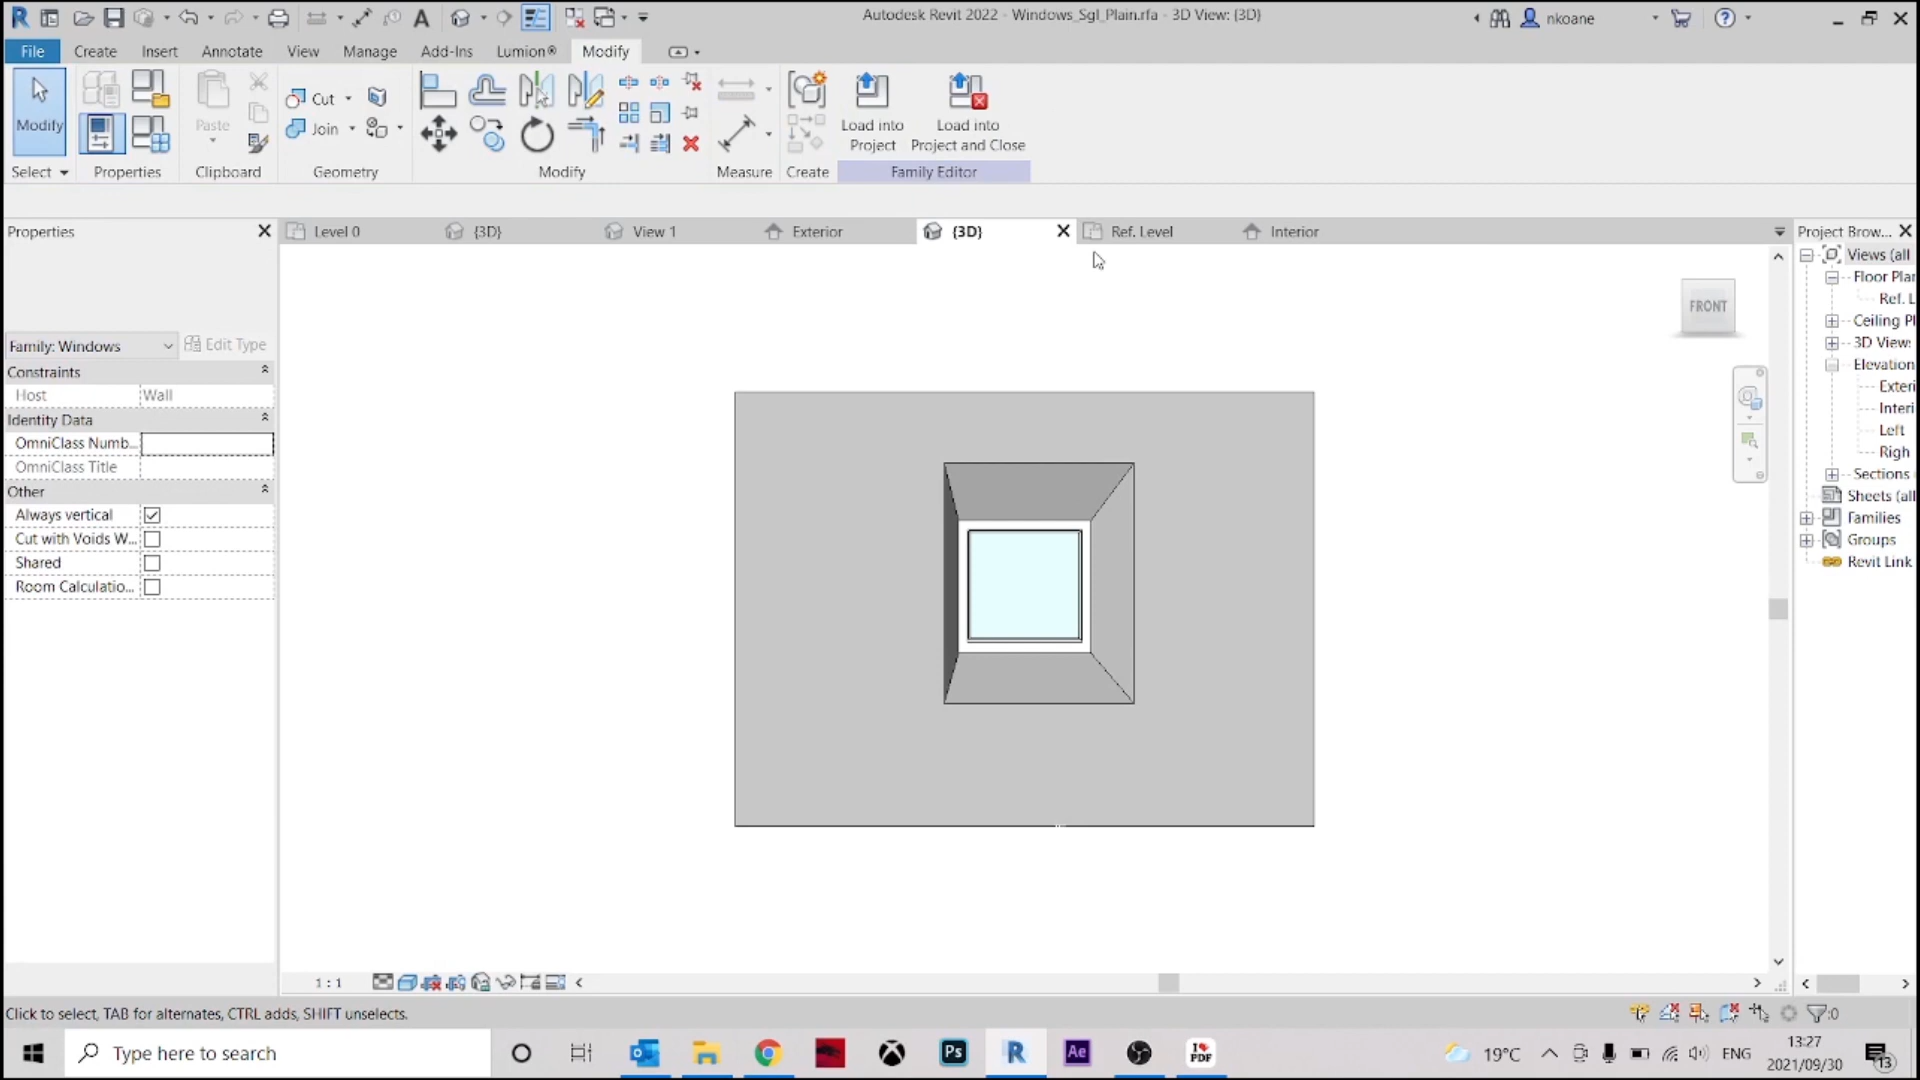 Autodesk Revit 2022 - Windows_Sgl_Plain.rfa - 3D View: {3D}
nkoane
File Create Insert Annotate View Manage Add-Ins Lumion® Modify
Modify
Paste
Cut
Join
Load into Project
Load into Project and Close
Select Properties Clipboard Geometry Modify Measure Create Family Editor
Properties
Level 0 {3D} View 1 Exterior {3D} Ref. Level Interior
Project Brow...
Family: Windows
Edit Type
Constraints
Host Wall
Identity Data
OmniClass Numb...
OmniClass Title
Other
Always vertical
Cut with Voids W...
Shared
Room Calculatio...
FRONT
Views (all
Floor Plar
Ref. L
Ceiling Pl
3D View:
Elevation
Exteri
Interi
Left
Righ
Sections
Sheets (all
Families
Groups
Revit Link
1 : 1
Click to select, TAB for alternates, CTRL adds, SHIFT unselects.
:0
Type here to search
Ps
R
Ae
I PDF
19°C
ENG
13:27
2021/09/30
13